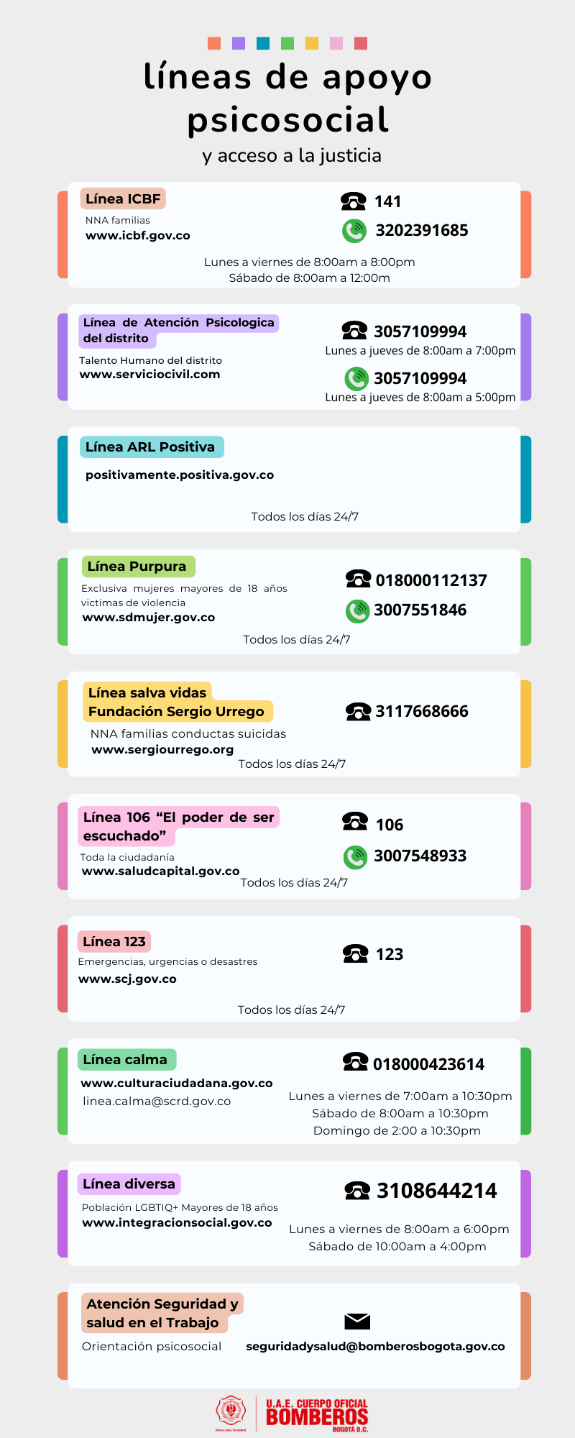 líneas de apoyo
psicosocial
y acceso a la justicia
Línea ICBF
NNA familias
www.icbf.gov.co
141
3202391685
Lunes a viernes de 8:00am a 8:00pm
Sábado de 8:00am a 12:00m
Línea de Atención Psicologica
del distrito
Talento Humano del distrito
www.serviciocivil.com
3057109994
Lunes a jueves de 8:00am a 7:00pm
3057109994
Lunes a jueves de 8:00am a 5:00pm
Línea ARL Positiva
positivamente.positiva.gov.co
Todos los días 24/7
Línea Purpura
Exclusiva mujeres mayores de 18 años
victimas de violencia
www.sdmujer.gov.co
018000112137
3007551846
Todos los días 24/7
Línea salva vidas
Fundación Sergio Urrego
NNA familias conductas suicidas
www.sergiourrego.org
3117668666
Todos los días 24/7
Línea 106 “El poder de ser
escuchado”
Toda la ciudadanía
www.saludcapital.gov.co
106
3007548933
Todos los días 24/7
Línea 123
Emergencias, urgencias o desastres
www.scj.gov.co
123
Todos los días 24/7
Línea calma
www.culturaciudadana.gov.co
linea.calma@scrd.gov.co
018000423614
Lunes a viernes de 7:00am a 10:30pm
Sábado de 8:00am a 10:30pm
Domingo de 2:00 a 10:30pm
Línea diversa
Población LGBTIQ+ Mayores de 18 años
www.integracionsocial.gov.co
3108644214
Lunes a viernes de 8:00am a 6:00pm
Sábado de 10:00am a 4:00pm
Atención Seguridad y
salud en el Trabajo
Orientación psicosocial
seguridadysalud@bomberosbogota.gov.co
U.A.E. CUERPO OFICIAL
BOMBEROS
BOGOTÁ D.C.